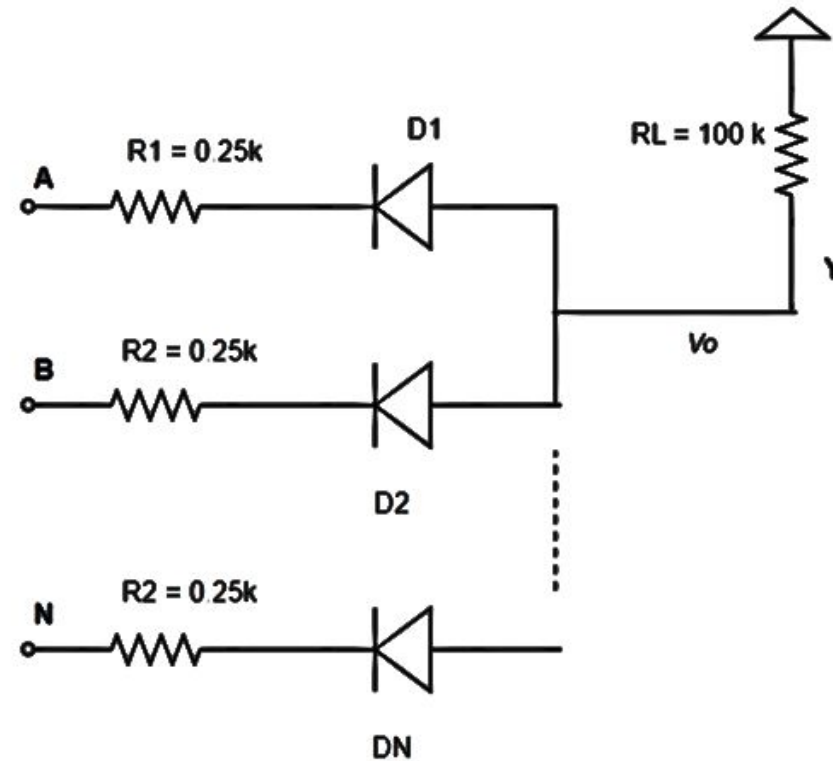 D1
RL = 100 k
R1 = 0.25k
A
Y
R2 = 0.25k
B
Vo
D2
R2 = 0.25k
N
DN